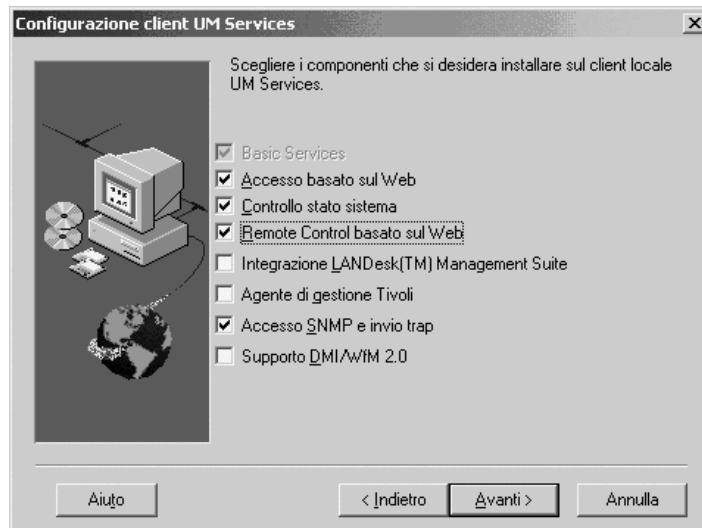 Configurazione client UM Services
Scegliere i componenti che si desidera installare sul client locale
UM Services.
Basic Services
Accesso basato sul Web
Controllo stato sistema
Remote Control basato sul Web
Integrazione LANDesk(TM) Management Suite
Agente di gestione Tivoli
Accesso SNMP e invio trap
Supporto DMI/WfM 2.0
Aiuto
< Indietro
Avanti >
Annulla